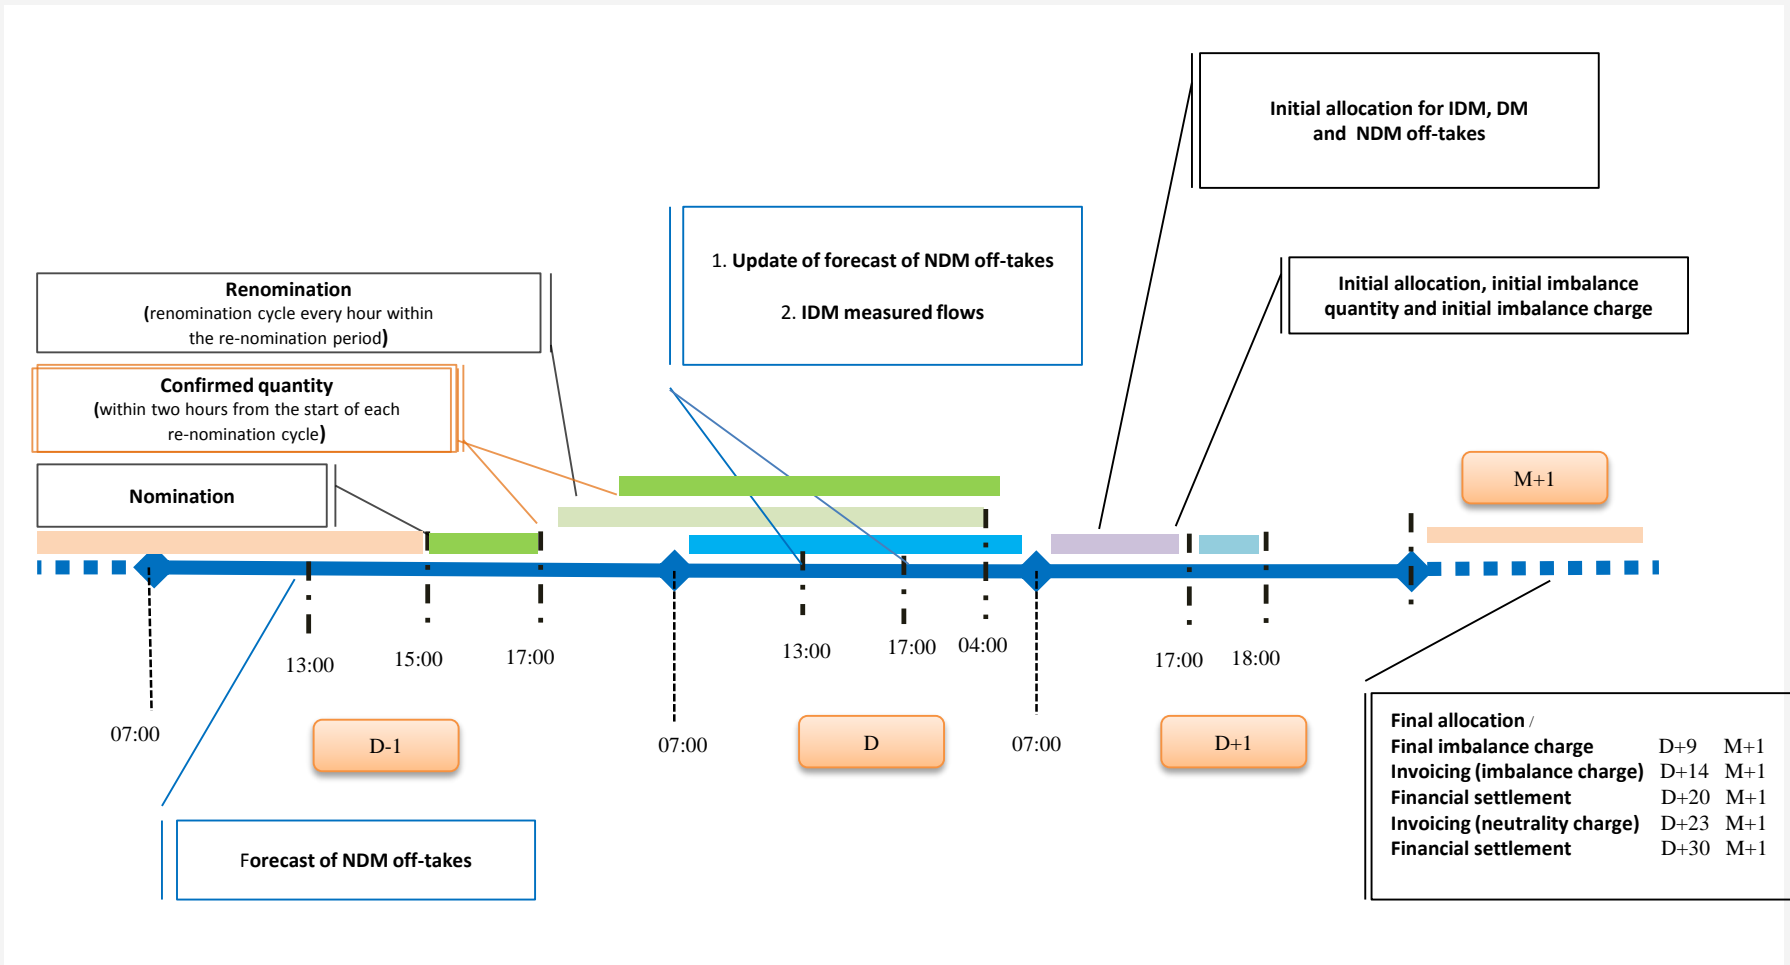 Initial allocation for IDM, DM
and NDM off-takes
1. Update of forecast of NDM off-takes
2. IDM measured flows
Initial allocation, initial imbalance
quantity and initial imbalance charge
Renomination
(renomination cycle every hour within
the re-nomination period)
Confirmed quantity
(within two hours from the start of each
re-nomination cycle)
Nomination
M+1
13:00
15:00
17:00
13:00
17:00
04:00
17:00
18:00
07:00
07:00
07:00
D-1
D
D+1
Final allocation /
Final imbalance charge D+9 M+1
Invoicing (imbalance charge) D+14 M+1
Financial settlement D+20 M+1
Invoicing (neutrality charge) D+23 M+1
Financial settlement D+30 M+1
Forecast of NDM off-takes